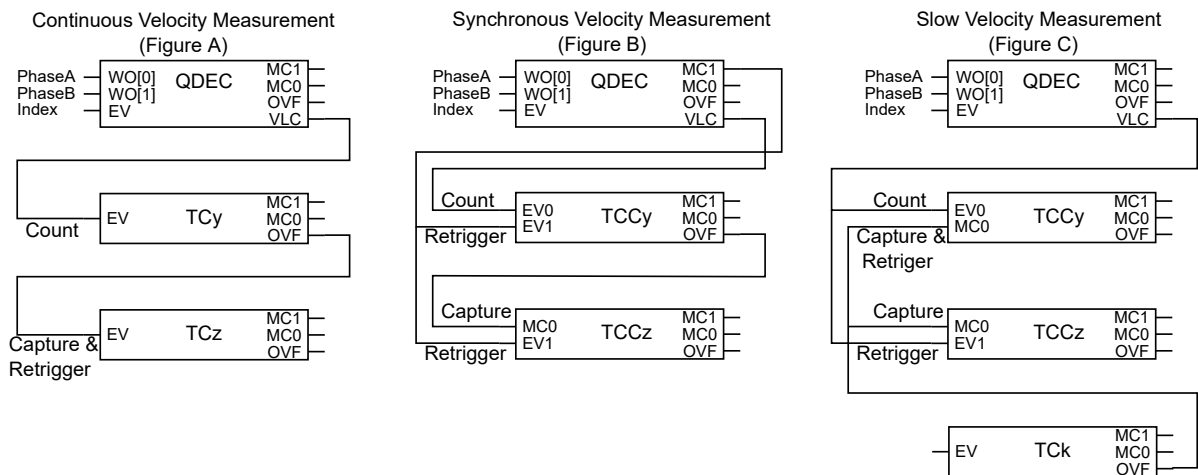 Continuous Velocity Measurement
(Figure A)
PhaseA
PhaseB
Index
WO[0]
WO[1]
EV
QDEC
MC1
MC0
OVF
VLC
Count
EV
TCy
MC1
MC0
OVF
Capture &
Retrigger
EV
TCz
MC1
MC0
OVF
Synchronous Velocity Measurement
(Figure B)
PhaseA
PhaseB
Index
WO[0]
WO[1]
EV
QDEC
MC1
MC0
OVF
VLC
Count
Retrigger
EV0
EV1
TCCy
MC1
MC0
OVF
Capture
Retrigger
MC0
EV1
TCCz
MC1
MC0
OVF
Slow Velocity Measurement
(Figure C)
PhaseA
PhaseB
Index
WO[0]
WO[1]
EV
QDEC
MC1
MC0
OVF
VLC
Count
Capture &
Retriger
EV0
MC0
TCCy
MC1
MC0
OVF
Capture
Retrigger
MC0
EV1
TCCz
MC1
MC0
OVF
EV
TCk
MC1
MC0
OVF